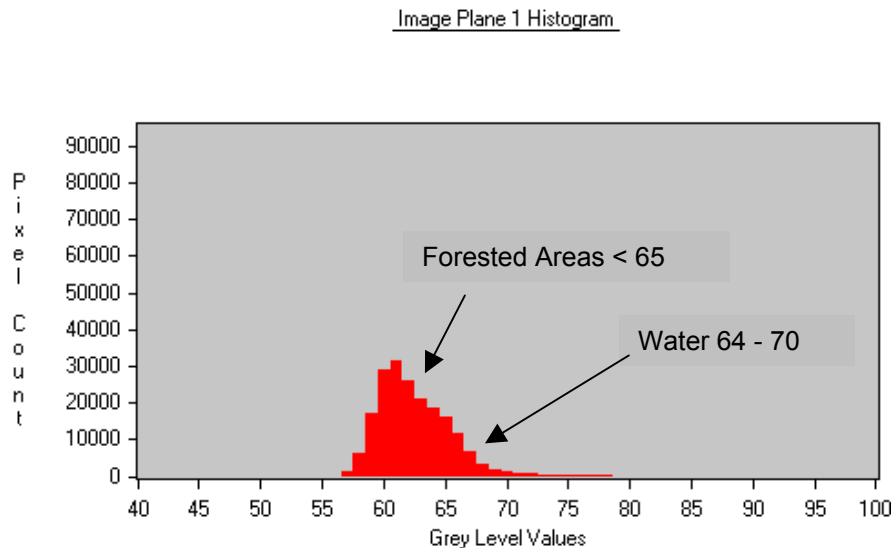 Image Plane 1 Histogram
90000
80000
70000
60000
50000
40000
30000
20000
10000
0
Pixel Count
Forested Areas < 65
Water 64 - 70
40 45 50 55 60 65 70 75 80 85 90 95 100
Grey Level Values